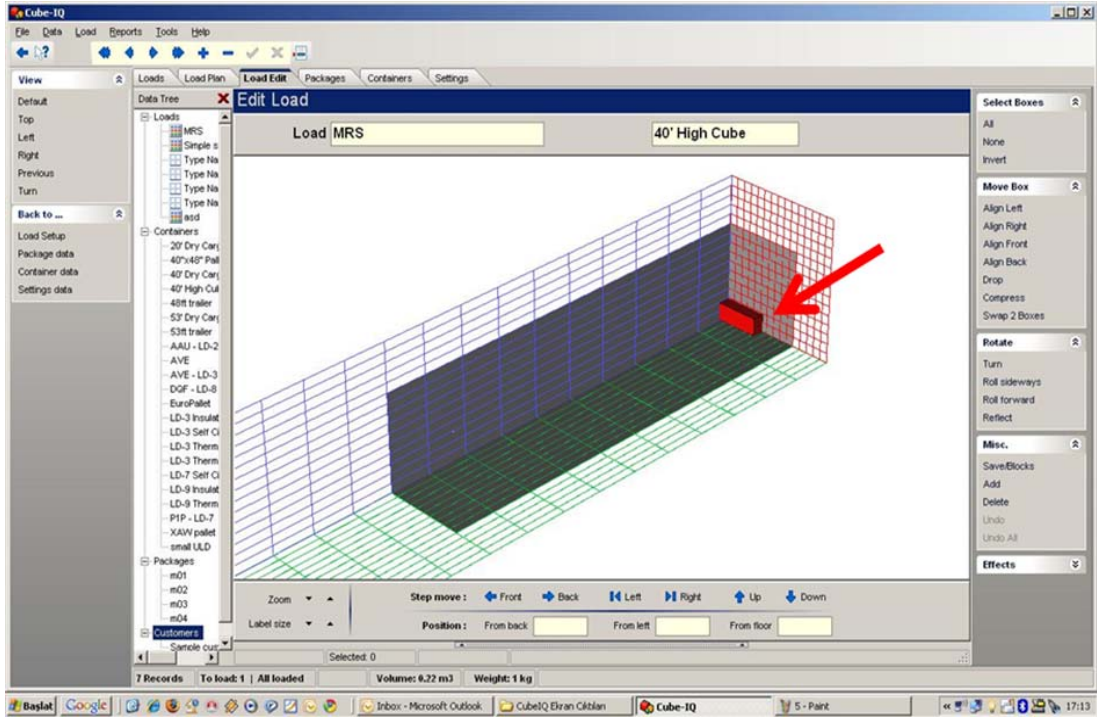 Cube-IQ
File Data Load Reports Tools Help
View
Default
Top
Left
Right
Previous
Turn
Back to ...
Load Setup
Package data
Container data
Settings data
Loads Load Plan Load Edit Packages Containers Settings
Data Tree
Loads
MRS
Simple s
Type Na
Type Na
Type Na
Type Na
asd
Containers
20' Dry Carg
40"x48" Pall
40' Dry Carg
40' High Cul
48ft trailer
53' Dry Carg
53ft trailer
AAU - LD-2
AVE
AVE - LD-3
DGF - LD-8
EuroPallet
LD-3 Insulat
LD-3 Self Ci
LD-3 Therm
LD-3 Therm
LD-7 Self Ci
LD-9 Insulat
LD-9 Therm
P1P - LD-7
XAW pallet
small ULD
Packages
m01
m02
m03
m04
Customers
Sample cus
Edit Load
Load MRS 40' High Cube
Zoom
Label size
Step move : Front Back Left Right Up Down
Position : From back From left From floor
Selected: 0
Select Boxes
All
None
Invert
Move Box
Align Left
Align Right
Align Front
Align Back
Drop
Compress
Swap 2 Boxes
Rotate
Turn
Roll sideways
Roll forward
Reflect
Misc.
Save/Blocks
Add
Delete
Undo
Undo All
Effects
7 Records To load: 1 | All loaded Volume: 0.22 m3 Weight: 1 kg
Başlat Google Inbox - Microsoft Outlook CubeIQ Ekran Cıktıları Cube-IQ 5 - Paint 17:13